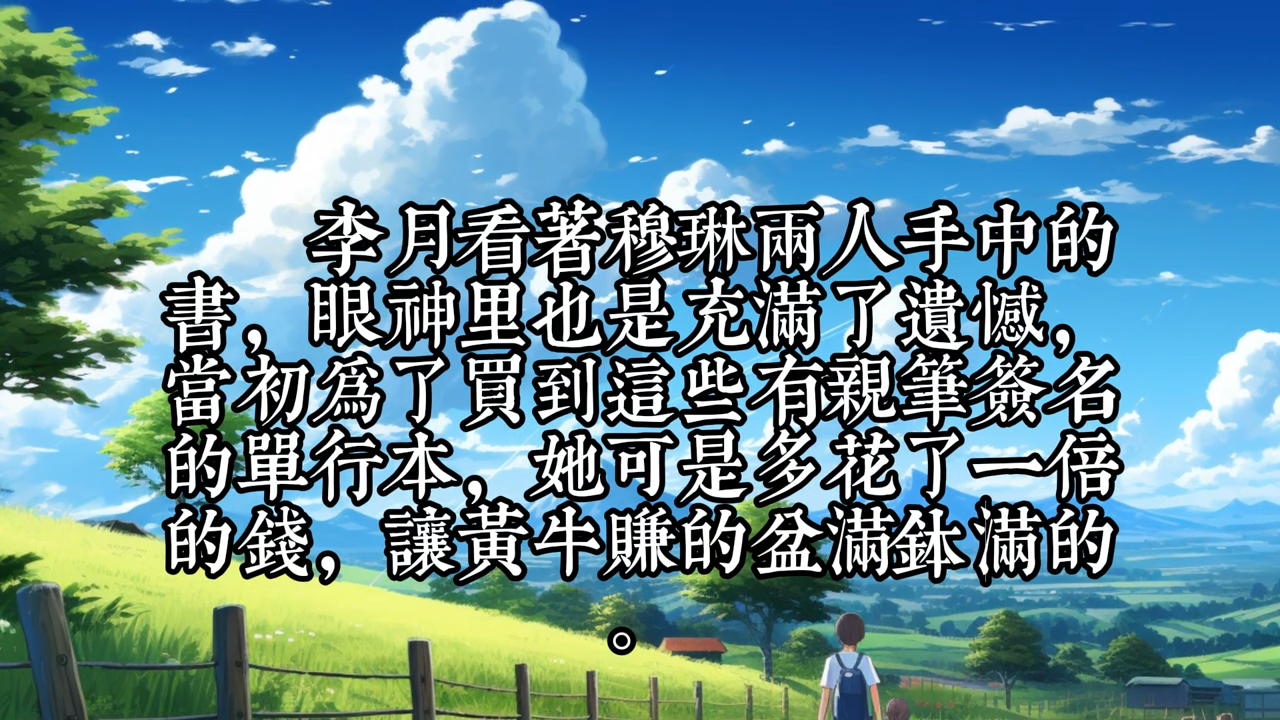 李月看著穆琳兩人手中的
書，眼神里也是充滿了遺憾，
當初爲了買到這些有親筆簽名
的單行本，她可是多花了一倍
的錢，讓黃牛賺的盆滿鉢滿的
。